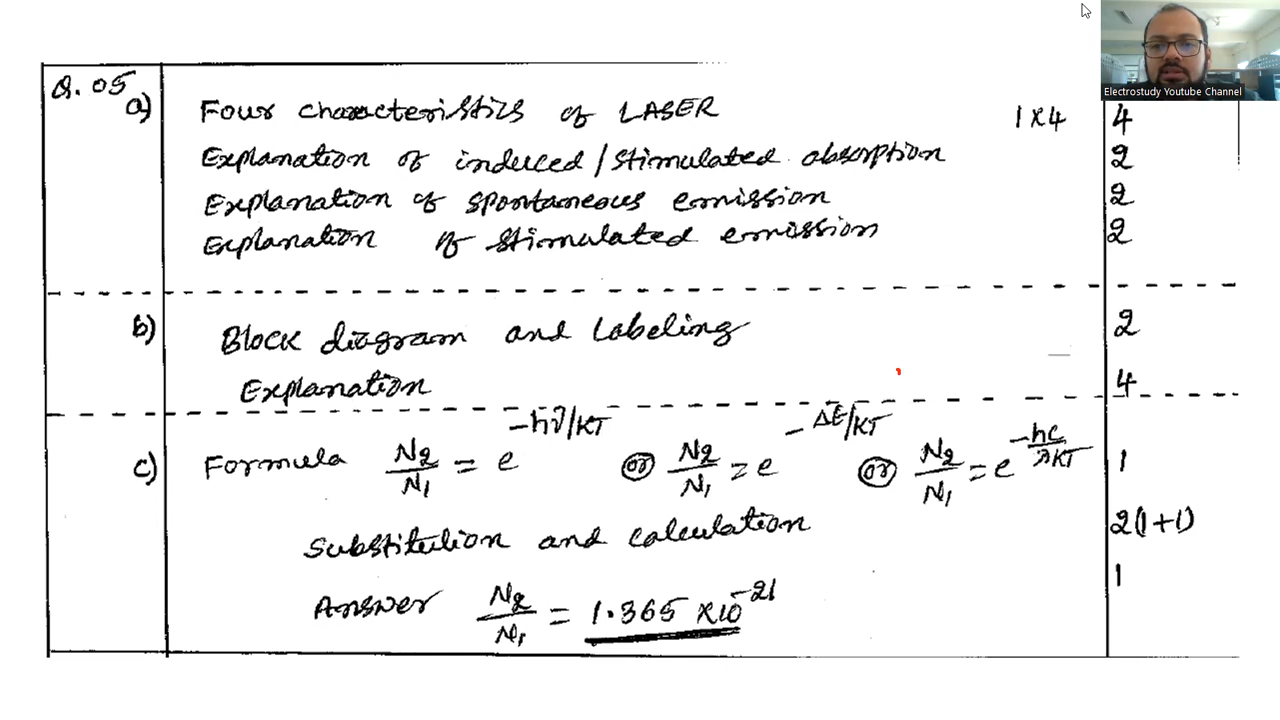 Electrostudy Youtube Channel
Q.05
a) Four characteristics of LASER 1x4 4
Explanation of induced/stimulated absorption 2
Explanation of spontaneous emission 2
Explanation of stimulated emission 2
b) Block diagram and Labeling 2
Explanation 4
c) Formula N2/N1 = e^-hν/KT or N2/N1 = e^-ΔE/KT or N2/N1 = e^-hc/λKT 1
Substitution and calculation 2(1+1)
Answer N2/N1 = 1.365 x10^-21 1